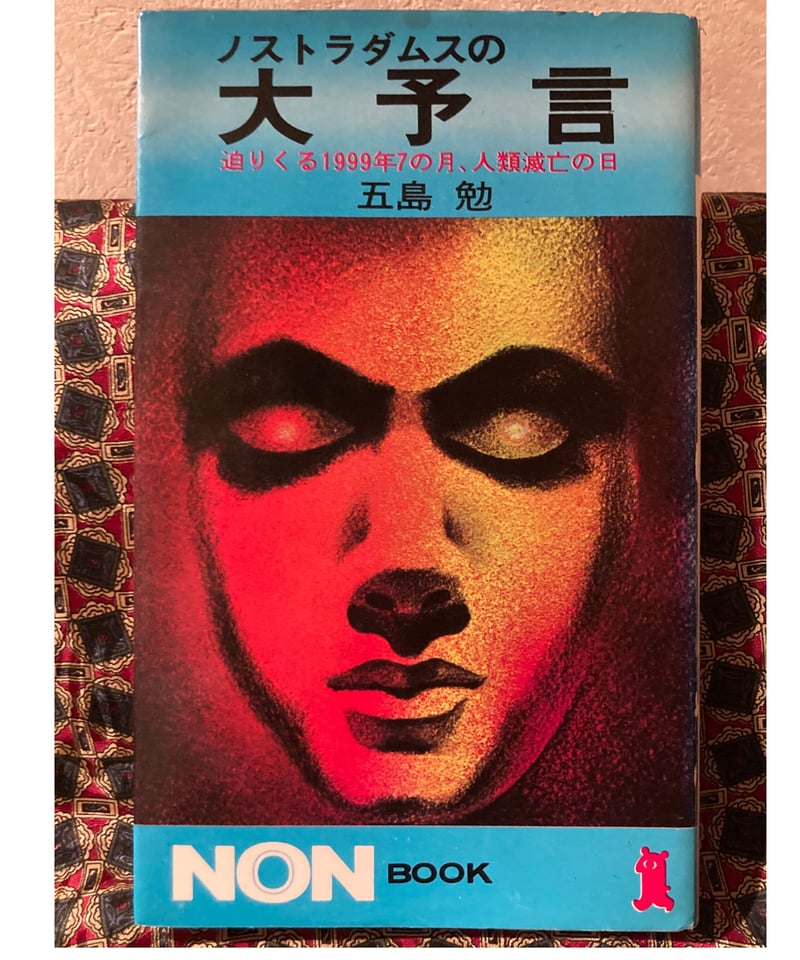 ノストラダムスの
大予言
迫りくる1999年7の月、人類滅亡の日
五島 勉
NON BOOK